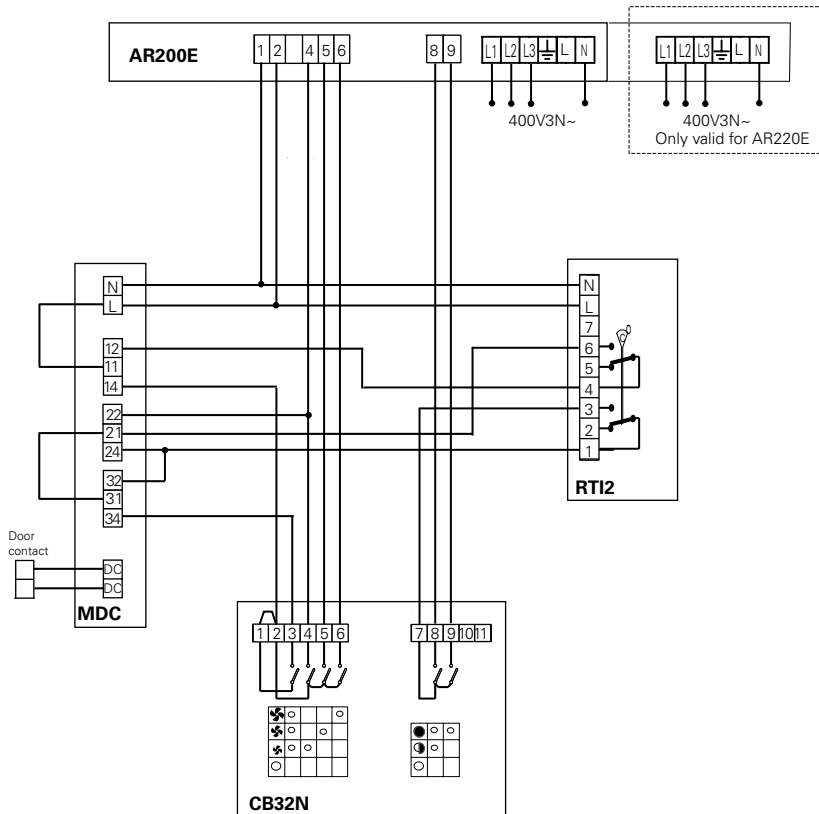 AR200E
1 2 4 5 6
8 9
L1 L2 L3 L N
L1 L2 L3 L N
400V3N~
400V3N~
Only valid for AR220E
N
L
12
11
14
22
21
24
32
31
34
DC
DC
MDC
Door
contact
N
L
7
6
5
4
3
2
1
RTI2
1 2 3 4 5 6
7 8 9 10 11
CB32N